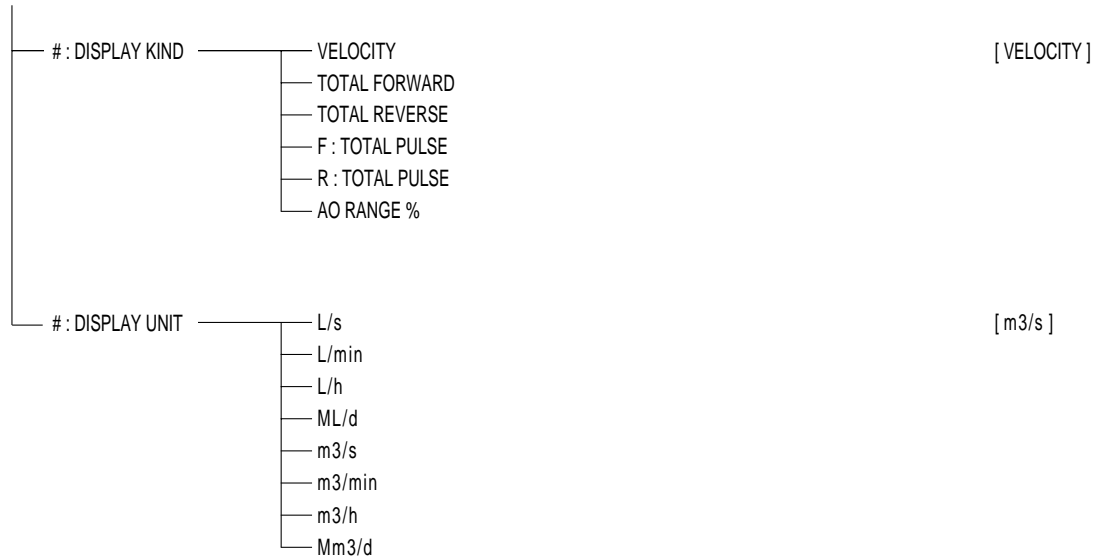 # : DISPLAY KIND VELOCITY [ VELOCITY ]
TOTAL FORWARD
TOTAL REVERSE
F : TOTAL PULSE
R : TOTAL PULSE
AO RANGE %
# : DISPLAY UNIT L/s [ m3/s ]
L/min
L/h
ML/d
m3/s
m3/min
m3/h
Mm3/d